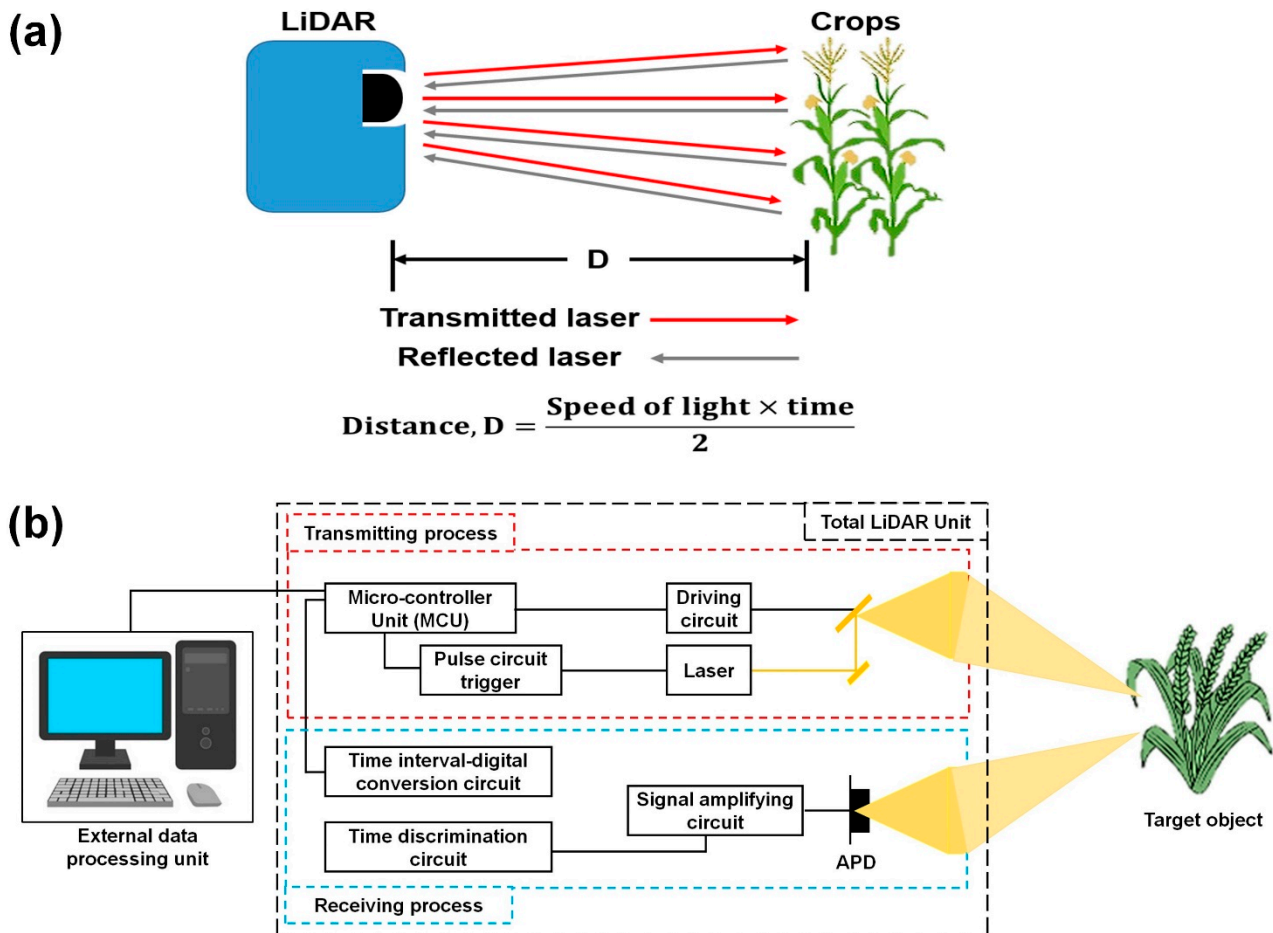 (a)
LiDAR
Crops
D
Transmitted laser
Reflected laser
Distance, D = Speed of light × time / 2
(b)
Total LiDAR Unit
Transmitting process
Micro-controller
Unit (MCU)
Driving
circuit
Pulse circuit
trigger
Laser
Time interval-digital
conversion circuit
Signal amplifying
circuit
Time discrimination
circuit
APD
Receiving process
External data
processing unit
Target object